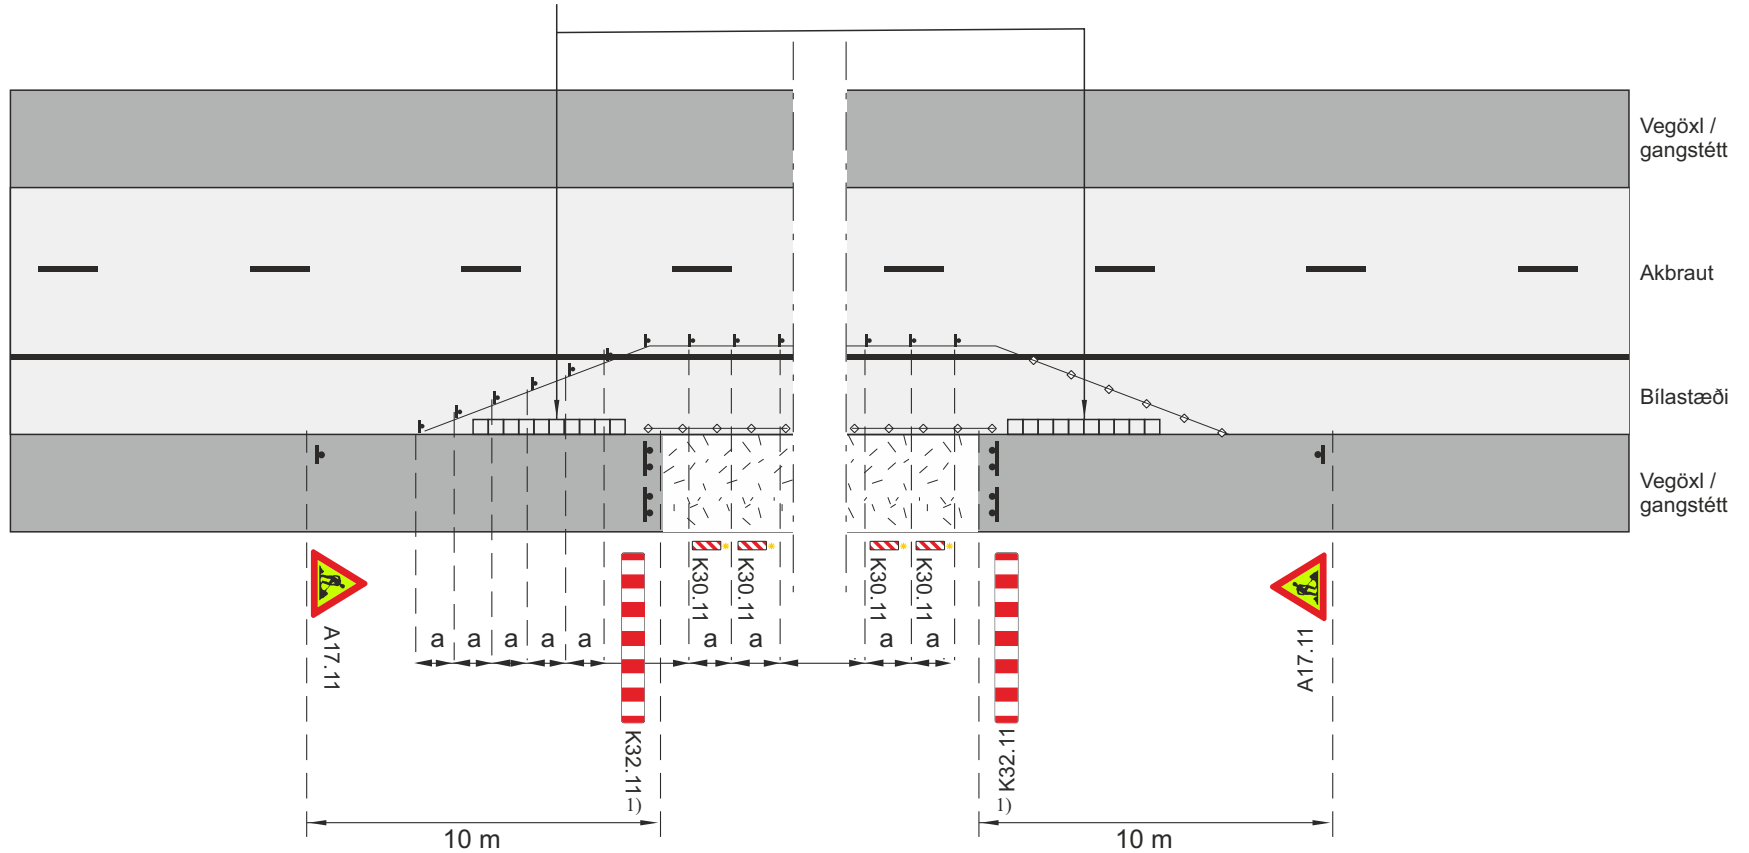 Vegöxl /
gangstétt
Akbraut
Bílastæði
Vegöxl /
gangstétt
A17.11
a
a
a
a
a
K32.11
1)
K30.11
K30.11
a
a
K30.11
K30.11
a
a
K32.11
1)
A17.11
10 m
10 m